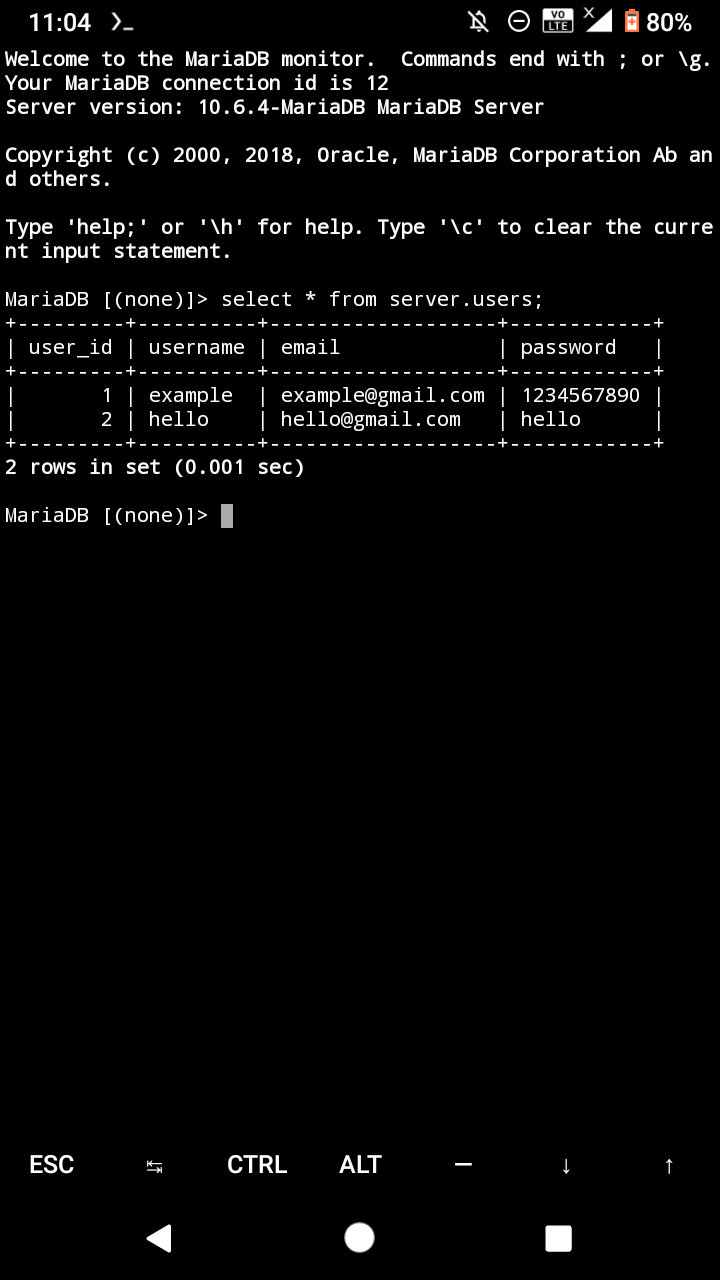 11:04 >_ VO LTE X 80%
Welcome to the MariaDB monitor.  Commands end with ; or \g.
Your MariaDB connection id is 12
Server version: 10.6.4-MariaDB MariaDB Server
Copyright (c) 2000, 2018, Oracle, MariaDB Corporation Ab an
d others.
Type 'help;' or '\h' for help. Type '\c' to clear the curre
nt input statement.
MariaDB [(none)]> select * from server.users;
+---------+----------+-------------------+------------+
| user_id | username | email             | password   |
+---------+----------+-------------------+------------+
|       1 | example  | example@gmail.com | 1234567890 |
|       2 | hello    | hello@gmail.com   | hello      |
+---------+----------+-------------------+------------+
2 rows in set (0.001 sec)
MariaDB [(none)]>
ESC ↹ CTRL ALT — ↓ ↑